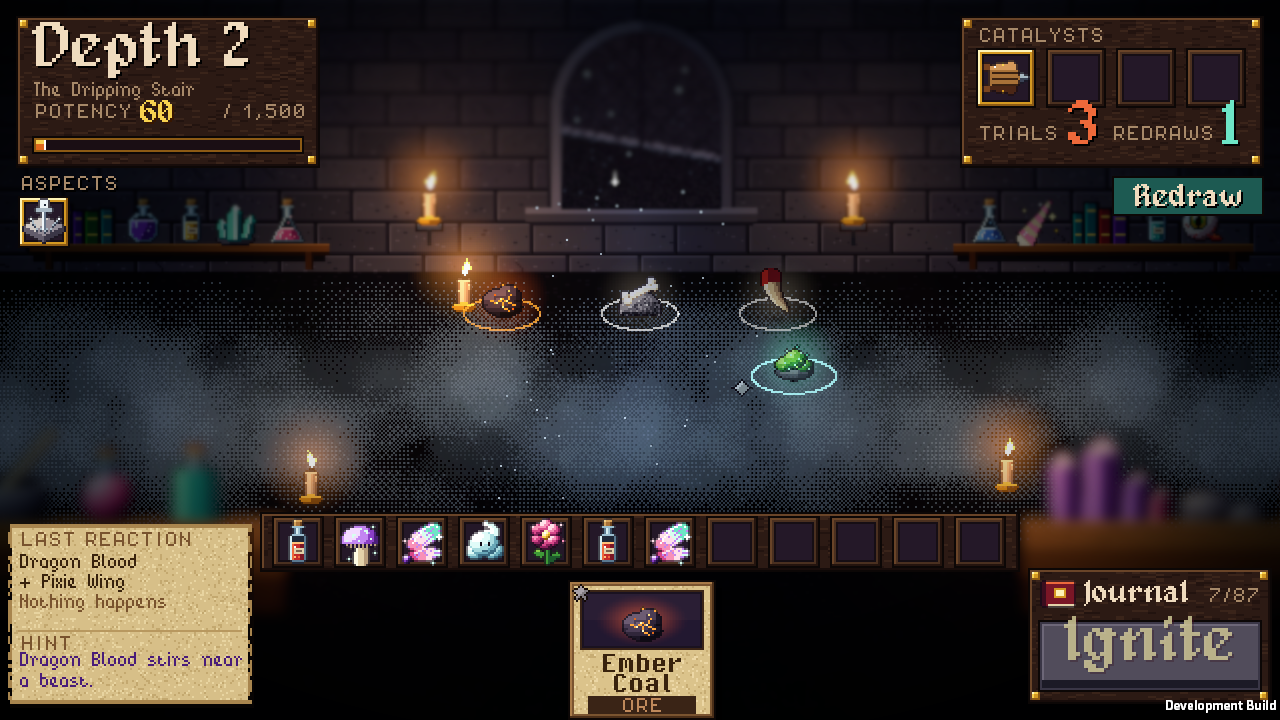 Depth 2
The Dripping Stair
POTENCY 60 / 1,500
ASPECTS
CATALYSTS
TRIALS 3 REDRAWS 1
Redraw
LAST REACTION
Dragon Blood
+ Pixie Wing
Nothing happens
HINT
Dragon Blood stirs near
a beast.
Ember
Coal
ORE
Journal 7/87
Ignite
Development Build